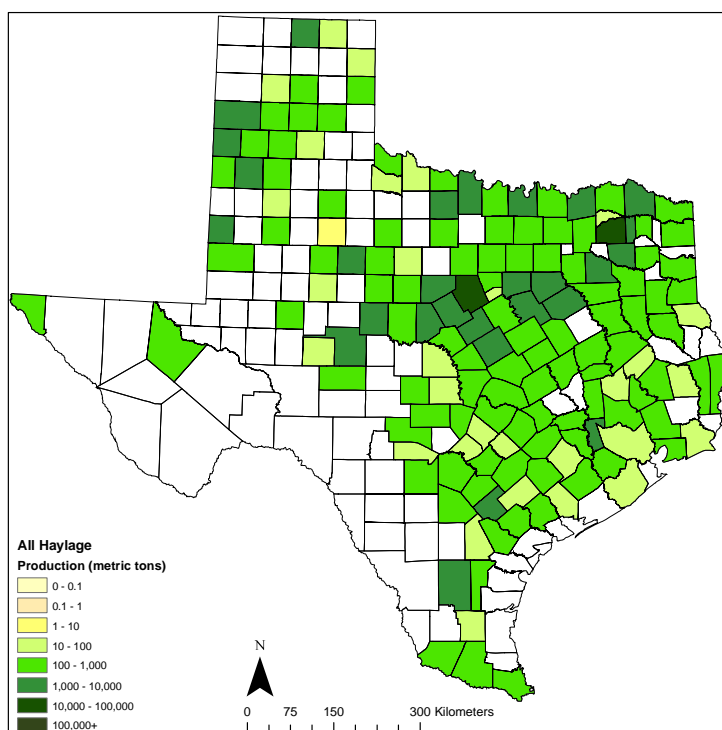 All Haylage
Production (metric tons)
0 - 0.1
0.1 - 1
1 - 10
10 - 100
100 - 1,000
1,000 - 10,000
10,000 - 100,000
100,000+
N
0 75 150 300 Kilometers